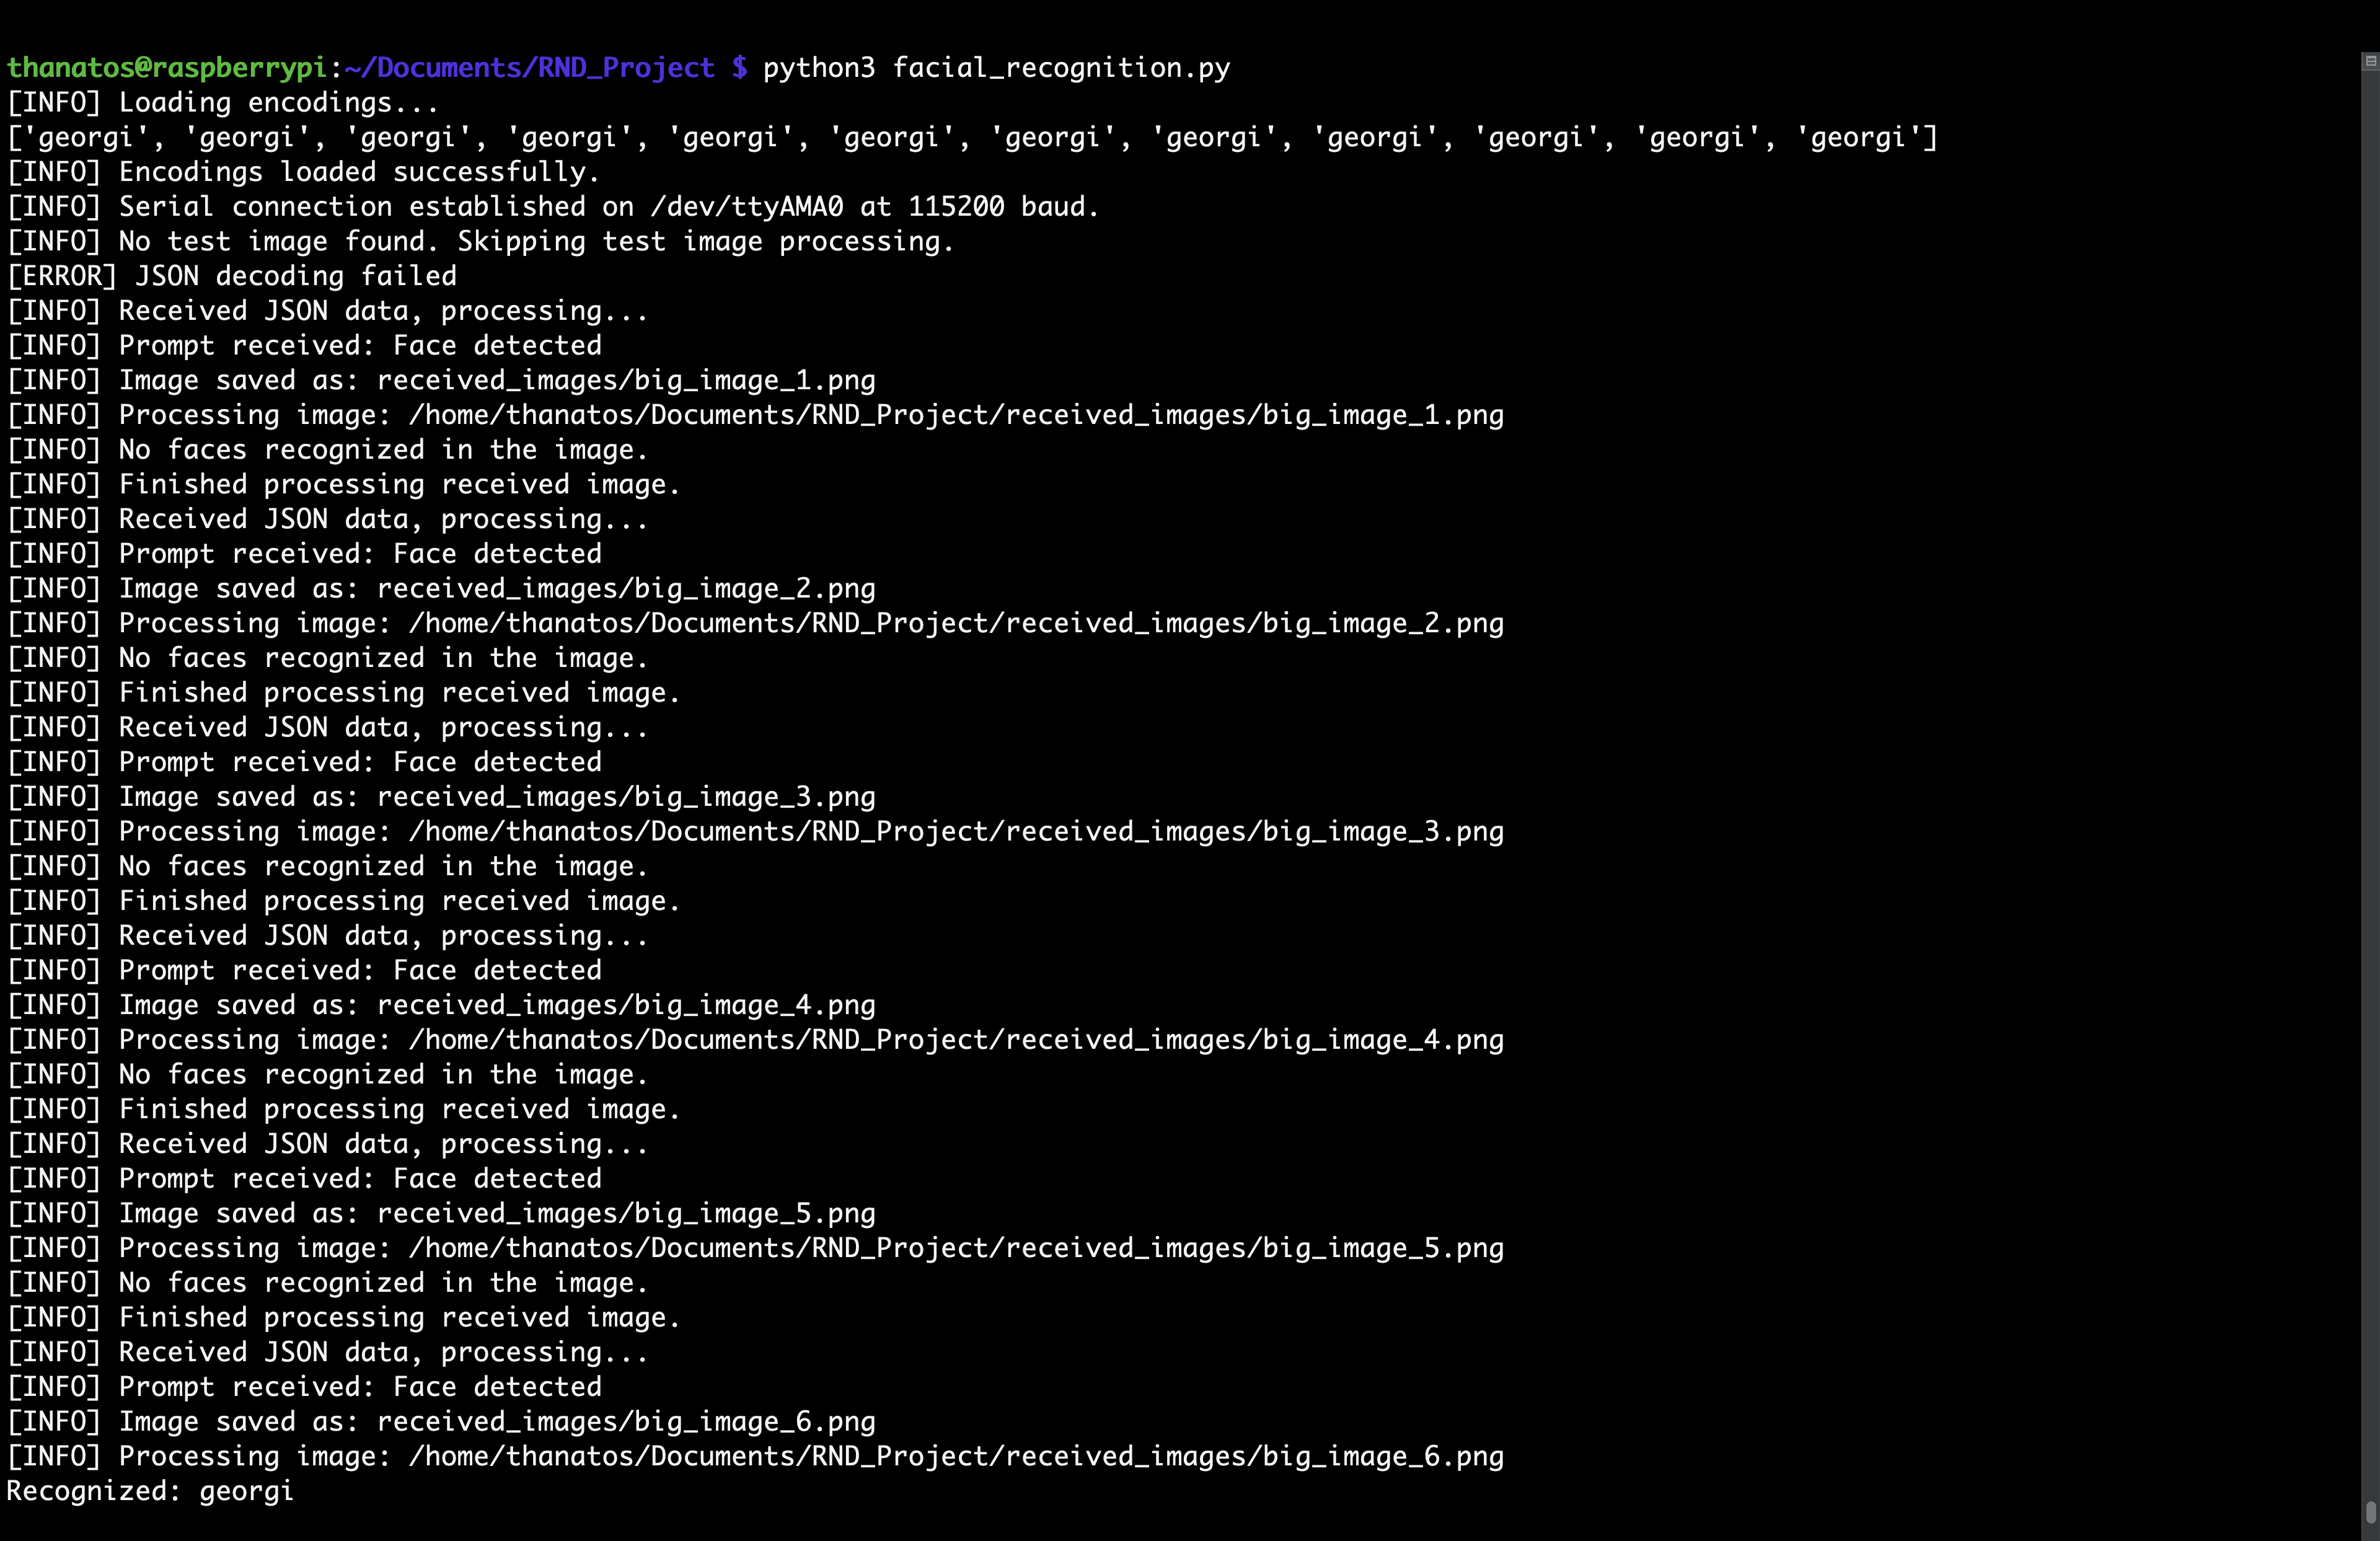 thanatos@raspberrypi:~/Documents/RND_Project $ python3 facial_recognition.py
[INFO] Loading encodings...
['georgi', 'georgi', 'georgi', 'georgi', 'georgi', 'georgi', 'georgi', 'georgi', 'georgi', 'georgi', 'georgi', 'georgi']
[INFO] Encodings loaded successfully.
[INFO] Serial connection established on /dev/ttyAMA0 at 115200 baud.
[INFO] No test image found. Skipping test image processing.
[ERROR] JSON decoding failed
[INFO] Received JSON data, processing...
[INFO] Prompt received: Face detected
[INFO] Image saved as: received_images/big_image_1.png
[INFO] Processing image: /home/thanatos/Documents/RND_Project/received_images/big_image_1.png
[INFO] No faces recognized in the image.
[INFO] Finished processing received image.
[INFO] Received JSON data, processing...
[INFO] Prompt received: Face detected
[INFO] Image saved as: received_images/big_image_2.png
[INFO] Processing image: /home/thanatos/Documents/RND_Project/received_images/big_image_2.png
[INFO] No faces recognized in the image.
[INFO] Finished processing received image.
[INFO] Received JSON data, processing...
[INFO] Prompt received: Face detected
[INFO] Image saved as: received_images/big_image_3.png
[INFO] Processing image: /home/thanatos/Documents/RND_Project/received_images/big_image_3.png
[INFO] No faces recognized in the image.
[INFO] Finished processing received image.
[INFO] Received JSON data, processing...
[INFO] Prompt received: Face detected
[INFO] Image saved as: received_images/big_image_4.png
[INFO] Processing image: /home/thanatos/Documents/RND_Project/received_images/big_image_4.png
[INFO] No faces recognized in the image.
[INFO] Finished processing received image.
[INFO] Received JSON data, processing...
[INFO] Prompt received: Face detected
[INFO] Image saved as: received_images/big_image_5.png
[INFO] Processing image: /home/thanatos/Documents/RND_Project/received_images/big_image_5.png
[INFO] No faces recognized in the image.
[INFO] Finished processing received image.
[INFO] Received JSON data, processing...
[INFO] Prompt received: Face detected
[INFO] Image saved as: received_images/big_image_6.png
[INFO] Processing image: /home/thanatos/Documents/RND_Project/received_images/big_image_6.png
Recognized: georgi